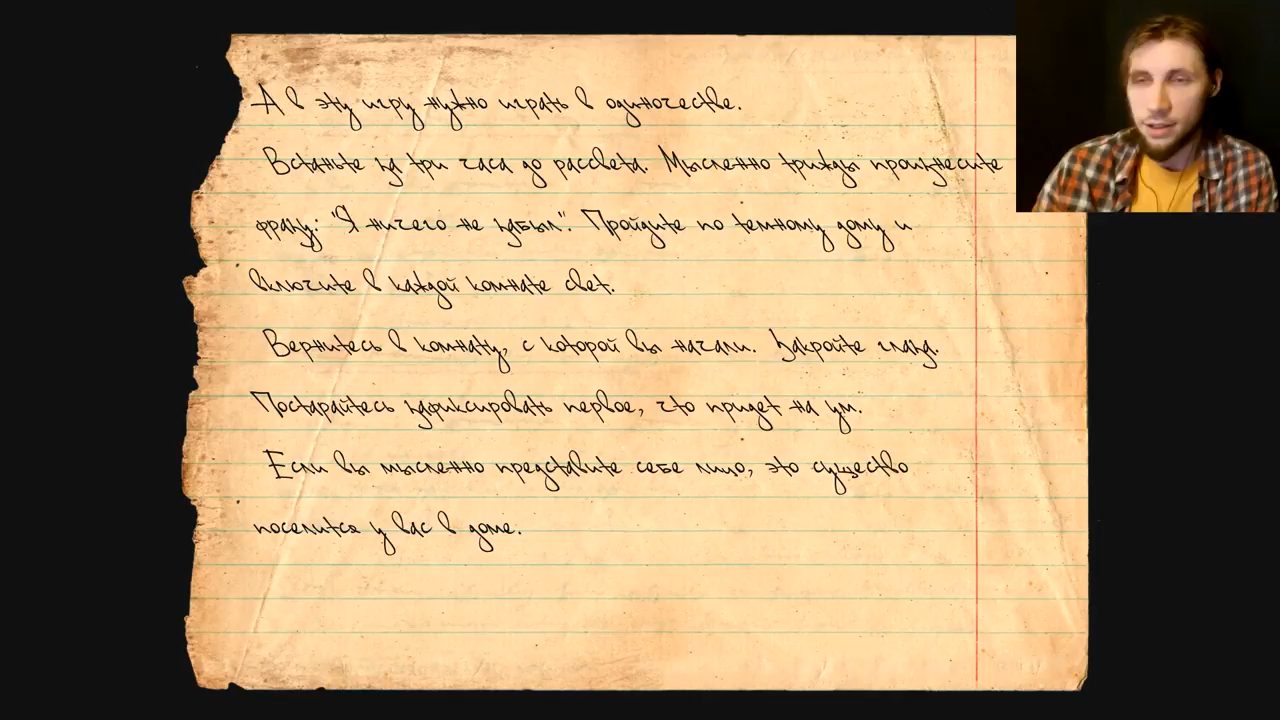 А в эту игру нужно играть в одиночестве.
Встаньте за три часа до рассвета. Мысленно трижды произнесите
фразу: "Я ничего не забыл". Пройдите по темному дому и
включите в каждой комнате свет.
Вернитесь в комнату, с которой вы начали. Закройте глаза.
Постарайтесь зафиксировать первое, что придет на ум.
Если вы мысленно представите себе лицо, это существо
поселится у вас в доме.